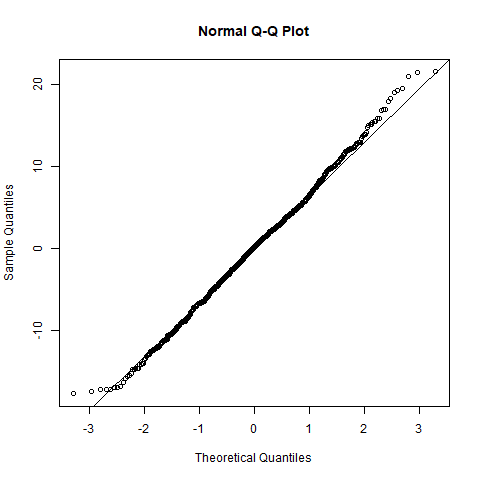 Normal Q-Q Plot
Sample Quantiles
20
10
0
-10
-3 -2 -1 0 1 2 3
Theoretical Quantiles